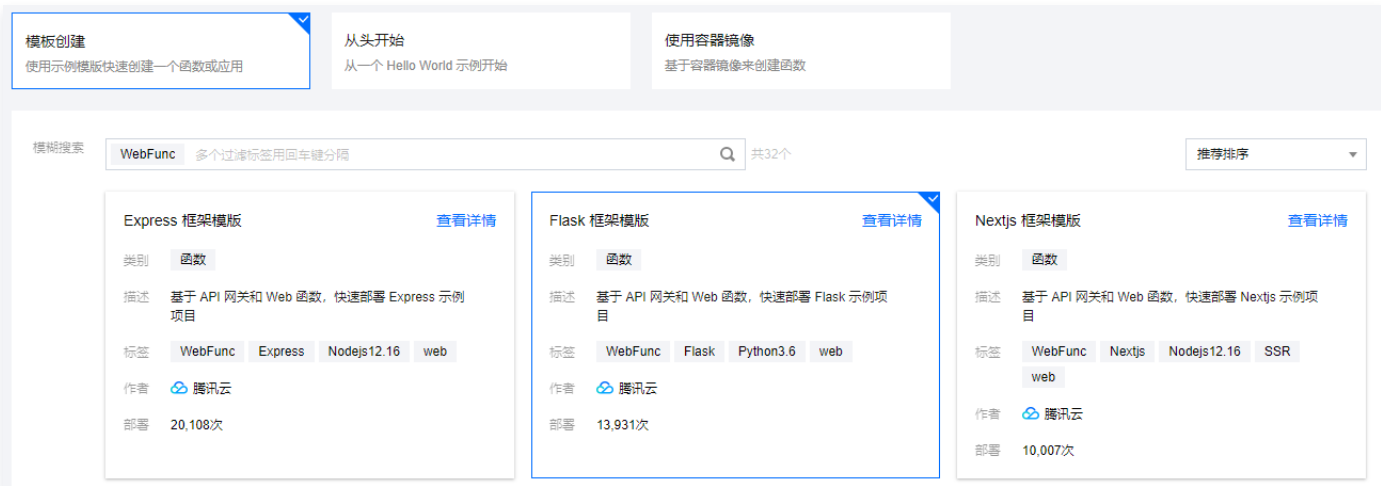 模板创建
使用示例模版快速创建一个函数或应用
从头开始
从一个 Hello World 示例开始
使用容器镜像
基于容器镜像来创建函数
模糊搜索
WebFunc 多个过滤标签用回车键分隔
共32个
推荐排序
Express 框架模版 查看详情
类别 函数
描述 基于 API 网关和 Web 函数，快速部署 Express 示例
项目
标签 WebFunc Express Nodejs12.16 web
作者 腾讯云
部署 20,108次
Flask 框架模版 查看详情
类别 函数
描述 基于 API 网关和 Web 函数，快速部署 Flask 示例项
目
标签 WebFunc Flask Python3.6 web
作者 腾讯云
部署 13,931次
Nextjs 框架模版 查看详情
类别 函数
描述 基于 API 网关和 Web 函数，快速部署 Nextjs 示例项
目
标签 WebFunc Nextjs Nodejs12.16 SSR
web
作者 腾讯云
部署 10,007次